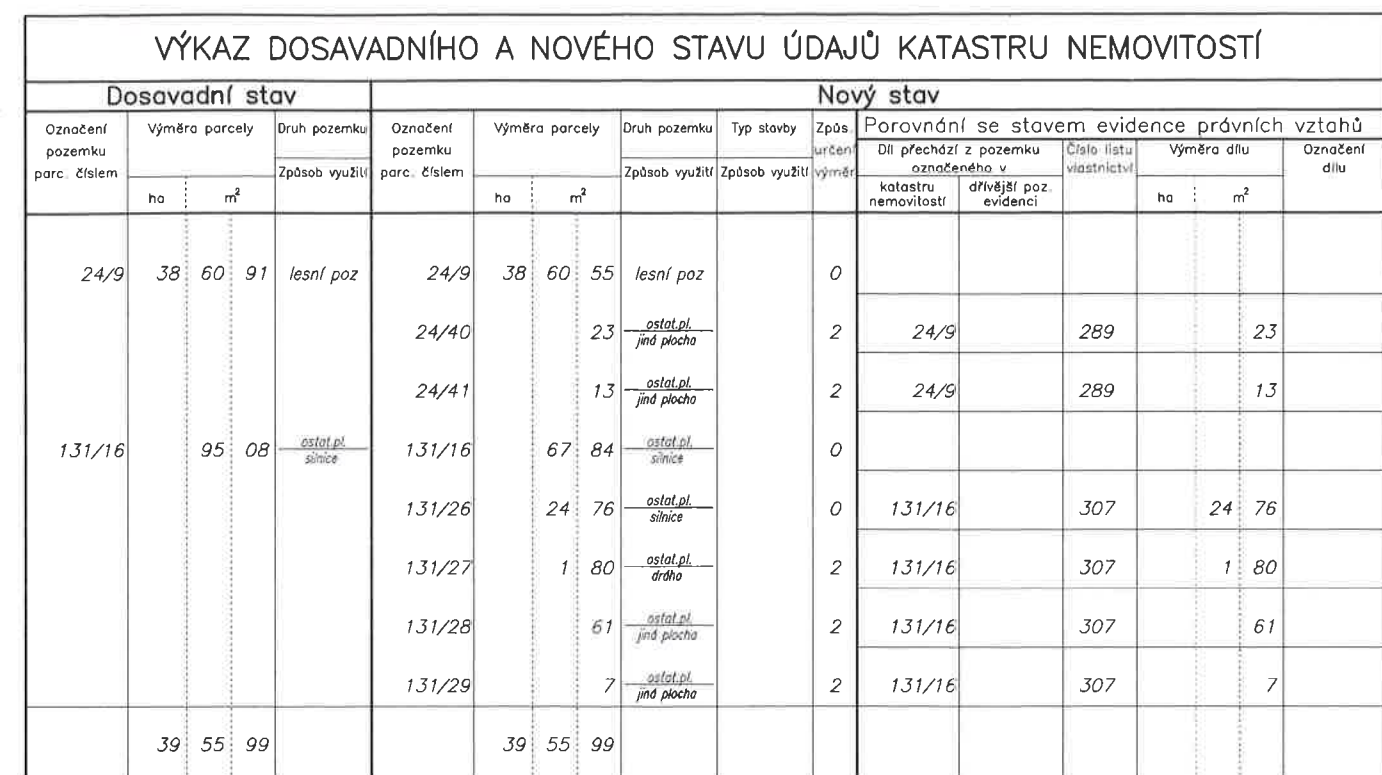 VÝKAZ DOSAVADNÍHO A NOVÉHO STAVU ÚDAJŮ KATASTRU NEMOVITOSTÍ
Dosavadní stav Nový stav
Označení Výměra parcely Druh pozemku Označení Výměra parcely Druh pozemku Typ stavby Způs. Porovnání se stavem evidence právních vztahů
pozemku pozemku určení Díl přechází z pozemku Číslo listu Výměra dílu Označení
parc. číslem Způsob využití parc. číslem Způsob využití Způsob využití výměr označeného v vlastnictví dílu
katastru dřívější poz.
ha m² ha m² nemovitostí evidenci ha m²
24/9 38 60 91 lesní poz 24/9 38 60 55 lesní poz 0
24/40 23 ostat.pl. 2 24/9 289 23
jiná plocha
24/41 13 ostat.pl. 2 24/9 289 13
jiná plocha
131/16 95 08 ostat.pl. 131/16 67 84 ostat.pl. 0
silnice silnice
131/26 24 76 ostat.pl. 0 131/16 307 24 76
silnice
131/27 1 80 ostat.pl. 2 131/16 307 1 80
dráha
131/28 61 ostat.pl. 2 131/16 307 61
jiná plocha
131/29 7 ostat.pl. 2 131/16 307 7
jiná plocha
39 55 99 39 55 99